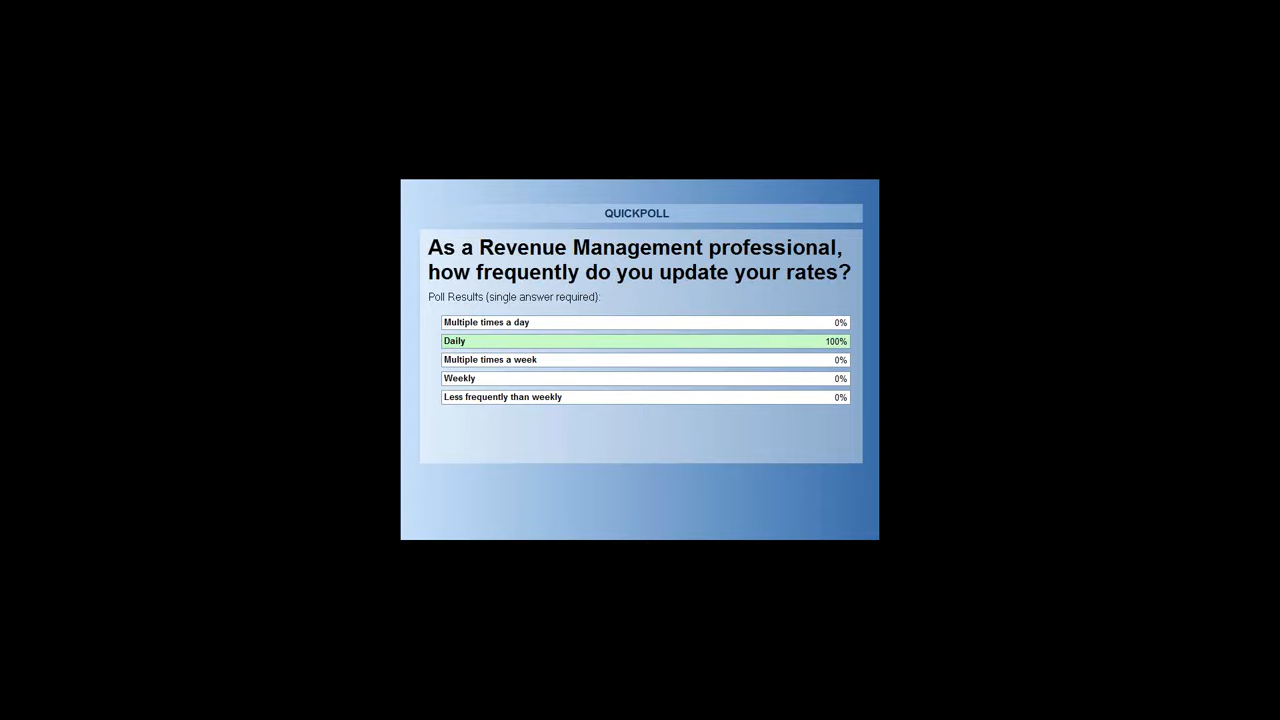 QUICKPOLL
As a Revenue Management professional,
how frequently do you update your rates?
Poll Results (single answer required):
Multiple times a day 0%
Daily 100%
Multiple times a week 0%
Weekly 0%
Less frequently than weekly 0%